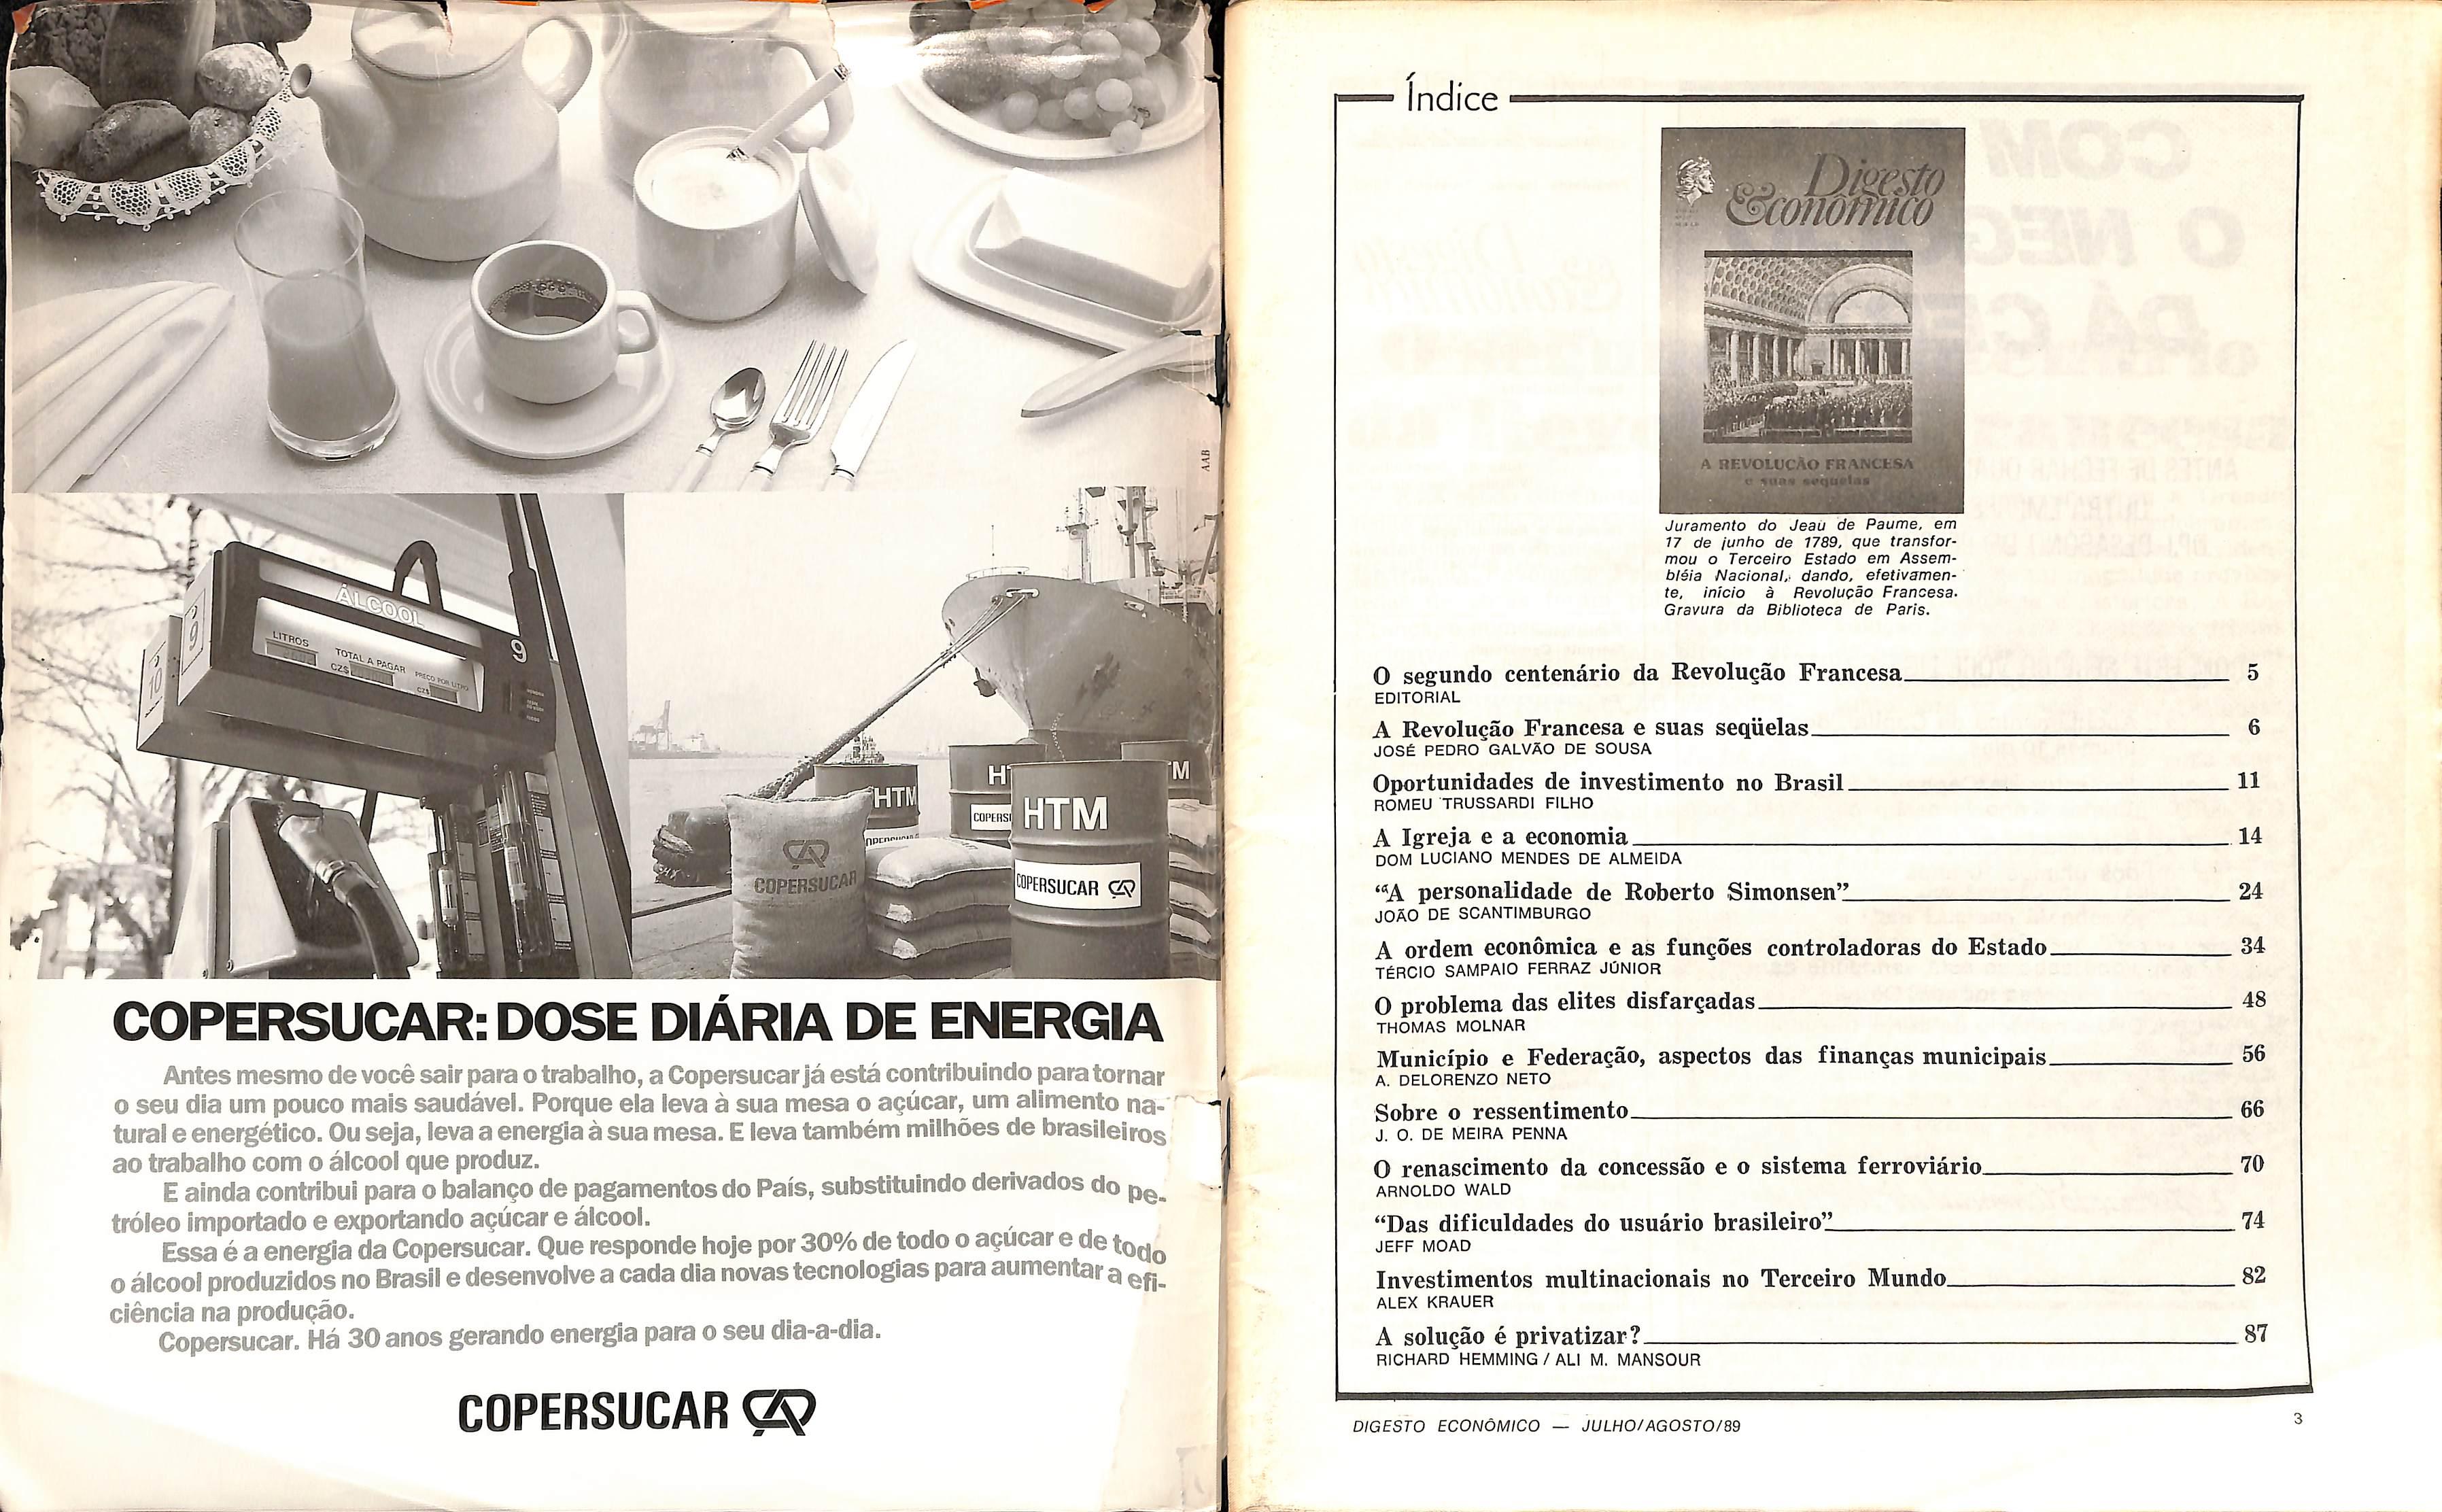 AAB
ÁLCOOL
9
9
10
LITROS
TOTAL A PAGAR
PREÇO POR LITRO
CZ$
CZ$
HTM
HTM
COPERSUCAR
COPERSUCAR
COPERSUCAR: DOSE DIÁRIA DE ENERGIA
Antes mesmo de você sair para o trabalho, a Copersucar já está contribuindo para tornar
o seu dia um pouco mais saudável. Porque ela leva à sua mesa o açúcar, um alimento na-
tural e energético. Ou seja, leva a energia à sua mesa. E leva também milhões de brasileiros
ao trabalho com o álcool que produz.
E ainda contribui para o balanço de pagamentos do País, substituindo derivados do pe-
tróleo importado e exportando açúcar e álcool.
Essa é a energia da Copersucar. Que responde hoje por 30% de todo o açúcar e de todo
o álcool produzidos no Brasil e desenvolve a cada dia novas tecnologias para aumentar a efi-
ciência na produção.
Copersucar. Há 30 anos gerando energia para o seu dia-a-dia.
COPERSUCAR
Índice
Digesto
Econômico
A REVOLUÇÃO FRANCESA
e suas sequelas
Juramento do Jeau de Paume, em
17 de junho de 1789, que transfor-
mou o Terceiro Estado em Assem-
bléia Nacional, dando, efetivamen-
te, início à Revolução Francesa.
Gravura da Biblioteca de Paris.
O segundo centenário da Revolução Francesa 5
EDITORIAL
A Revolução Francesa e suas seqüelas 6
JOSÉ PEDRO GALVÃO DE SOUSA
Oportunidades de investimento no Brasil 11
ROMEU TRUSSARDI FILHO
A Igreja e a economia 14
DOM LUCIANO MENDES DE ALMEIDA
“A personalidade de Roberto Simonsen” 24
JOÃO DE SCANTIMBURGO
A ordem econômica e as funções controladoras do Estado 34
TÉRCIO SAMPAIO FERRAZ JÚNIOR
O problema das elites disfarçadas 48
THOMAS MOLNAR
Município e Federação, aspectos das finanças municipais 56
A. DELORENZO NETO
Sobre o ressentimento 66
J. O. DE MEIRA PENNA
O renascimento da concessão e o sistema ferroviário 70
ARNOLDO WALD
“Das dificuldades do usuário brasileiro” 74
JEFF MOAD
Investimentos multinacionais no Terceiro Mundo 82
ALEX KRAUER
A solução é privatizar? 87
RICHARD HEMMING / ALI M. MANSOUR
DIGESTO ECONÔMICO — JULHO/AGOSTO/89
3